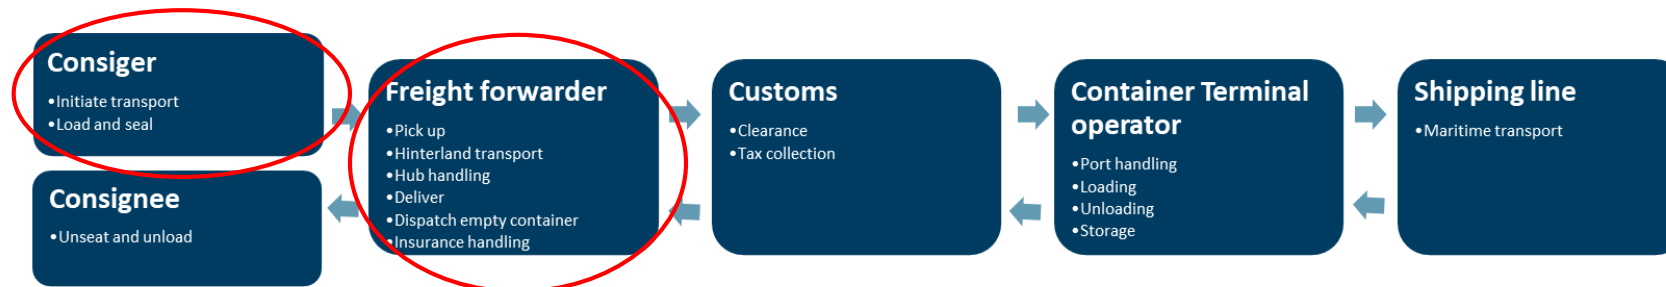 Consiger
•Initiate transport
•Load and seal
Consignee
•Unseat and unload
Freight forwarder
•Pick up
•Hinterland transport
•Hub handling
•Deliver
•Dispatch empty container
•Insurance handling
Customs
•Clearance
•Tax collection
Container Terminal
operator
•Port handling
•Loading
•Unloading
•Storage
Shipping line
•Maritime transport